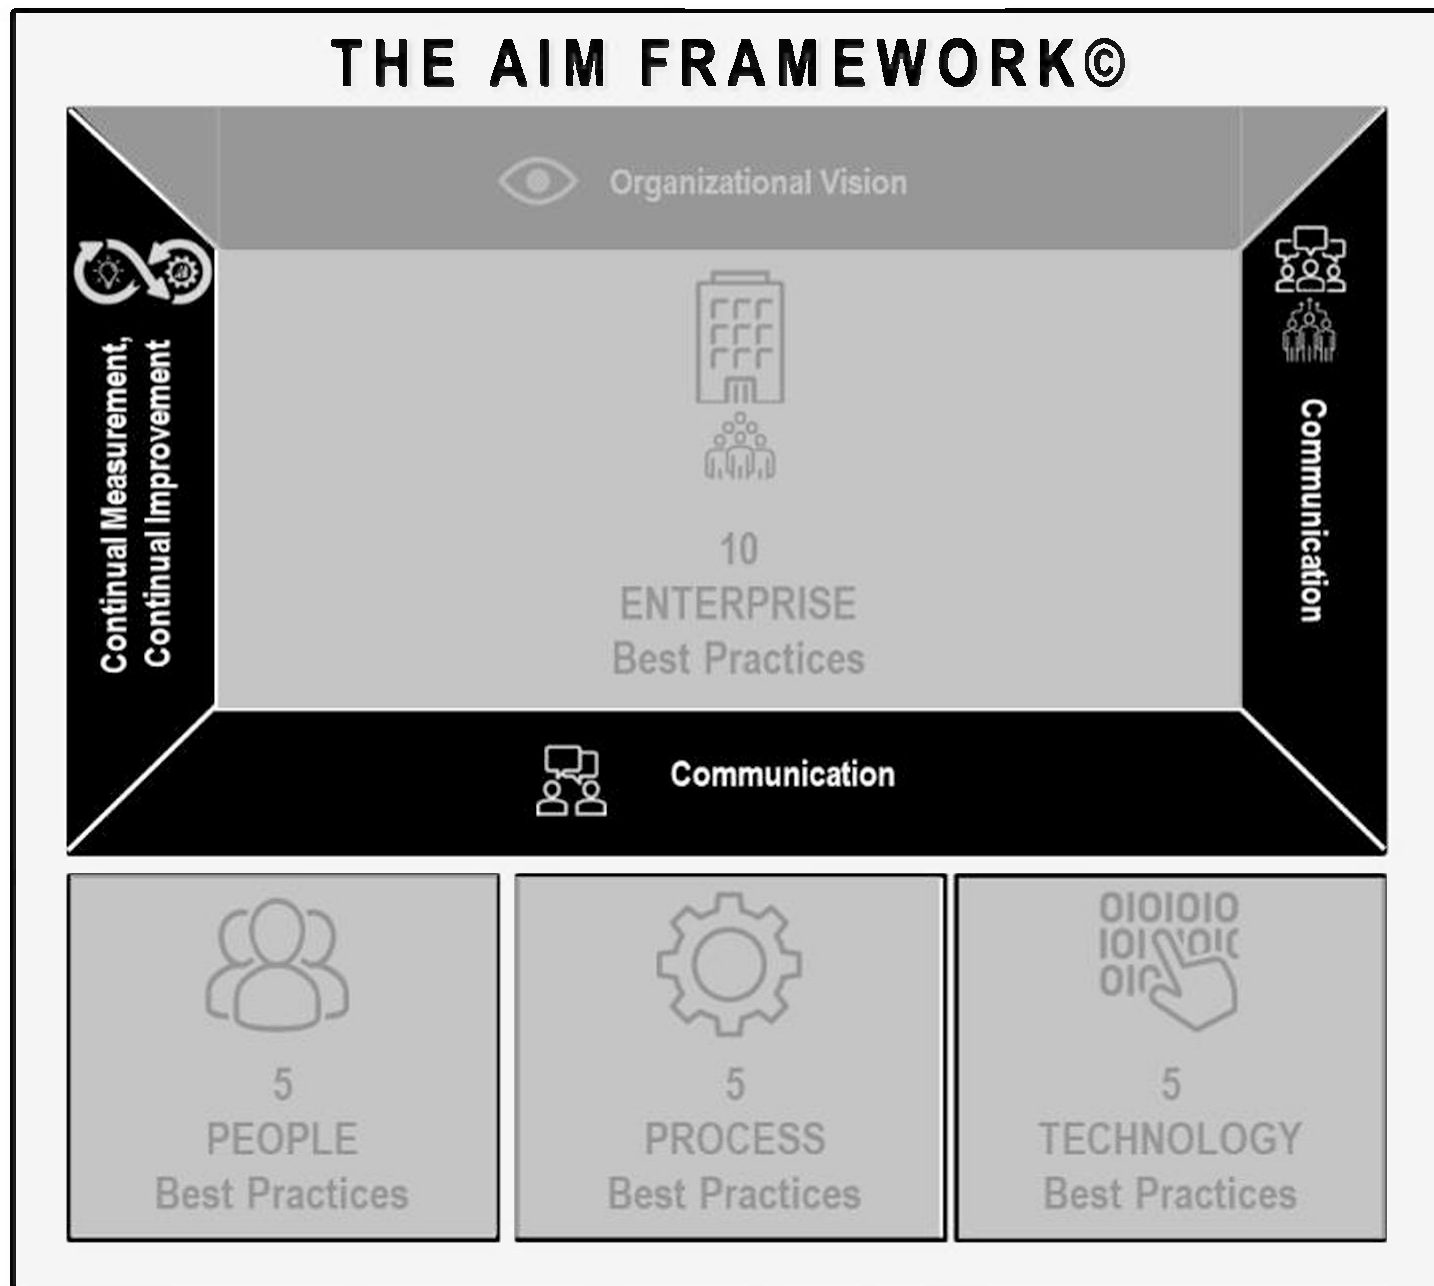 THE AIM FRAMEWORK©
Organizational Vision
Continual Measurement,
Continual Improvement
Communication
10
ENTERPRISE
Best Practices
Communication
5
PEOPLE
Best Practices
5
PROCESS
Best Practices
0101010
5
TECHNOLOGY
Best Practices